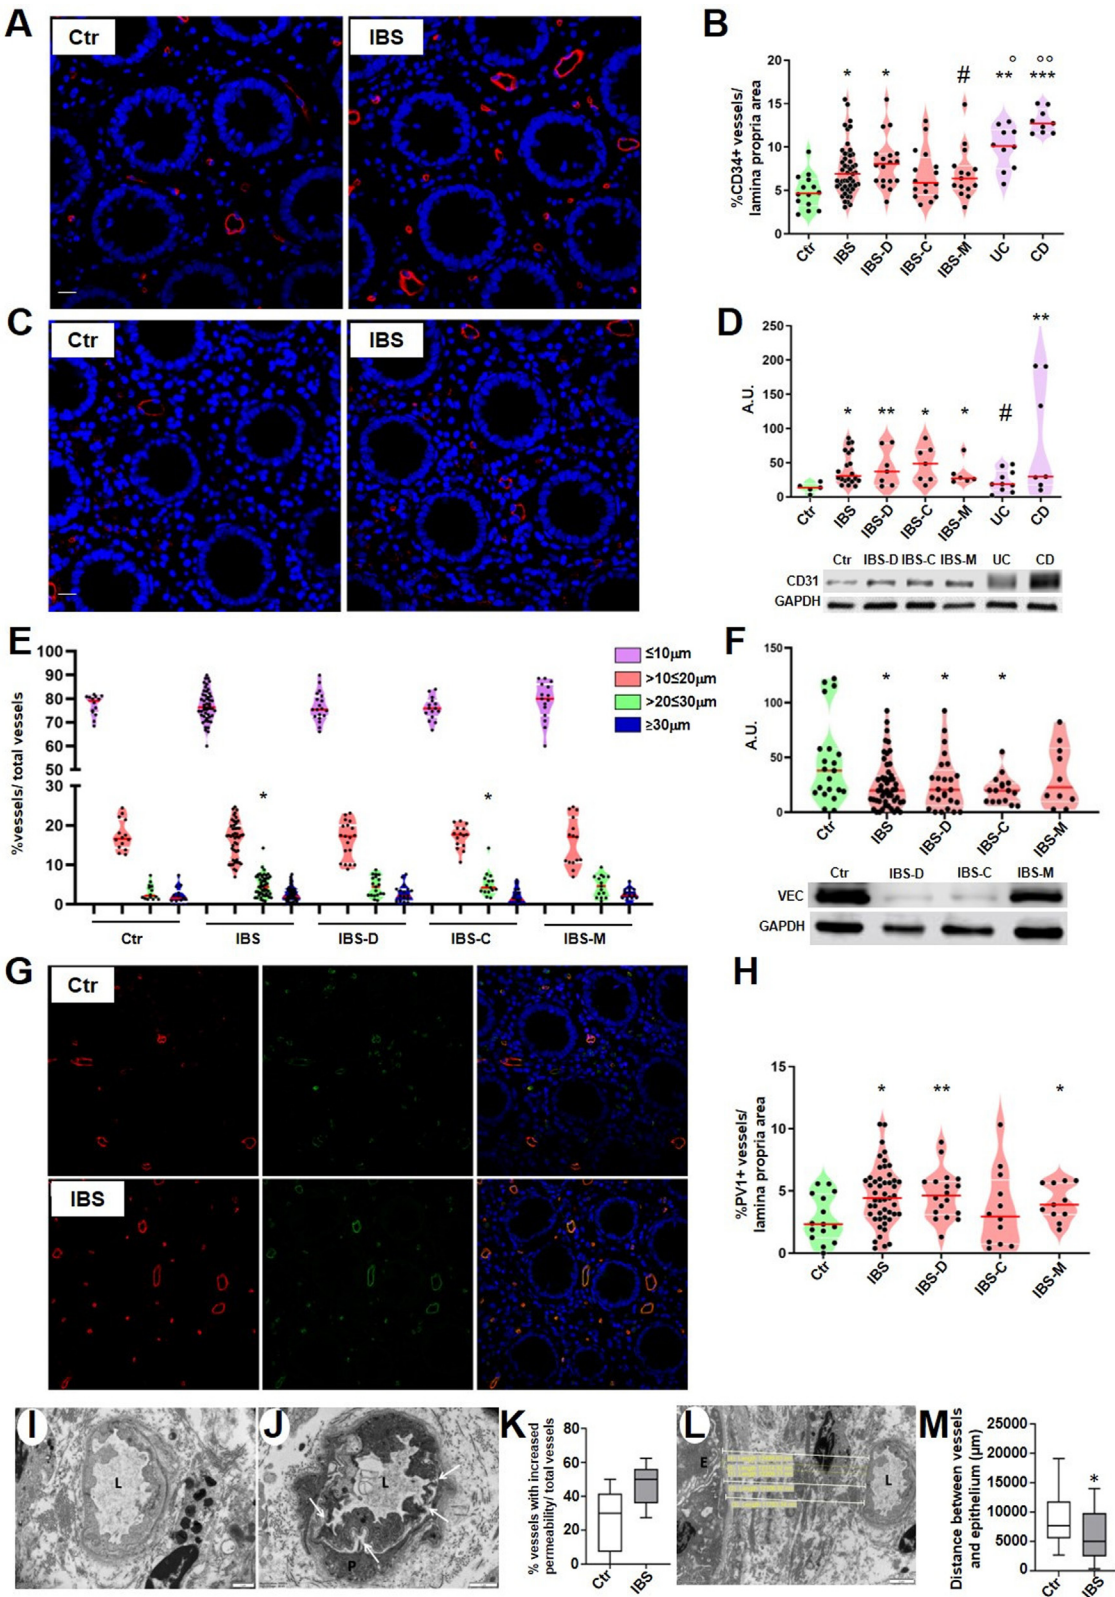 A
Ctr
IBS
B
%CD34+ vessels/
lamina propria area
20
15
10
5
0
* * # ** ° *** °°
Ctr IBS IBS-D IBS-C IBS-M UC CD
C
Ctr
IBS
D
A.U.
250
200
150
100
50
0
* ** * * # **
Ctr IBS IBS-D IBS-C IBS-M UC CD
Ctr IBS-D IBS-C IBS-M UC CD
CD31
GAPDH
E
%vessels/ total vessels
100
90
80
70
60
50
30
20
10
0
* *
≤10μm
>10≤20μm
>20≤30μm
≥30μm
Ctr IBS IBS-D IBS-C IBS-M
F
A.U.
150
100
50
0
* * *
Ctr IBS IBS-D IBS-C IBS-M
Ctr IBS-D IBS-C IBS-M
VEC
GAPDH
G
Ctr
IBS
H
%PV1+ vessels/
lamina propria area
15
10
5
0
* ** *
Ctr IBS IBS-D IBS-C IBS-M
I
L
J
L
P
K
% vessels with increased
permeability/ total vessels
80
60
40
20
0
Ctr IBS
L
E
L
M
Distance between vessels
and epithelium (μm)
25000
20000
15000
10000
5000
0
*
Ctr IBS